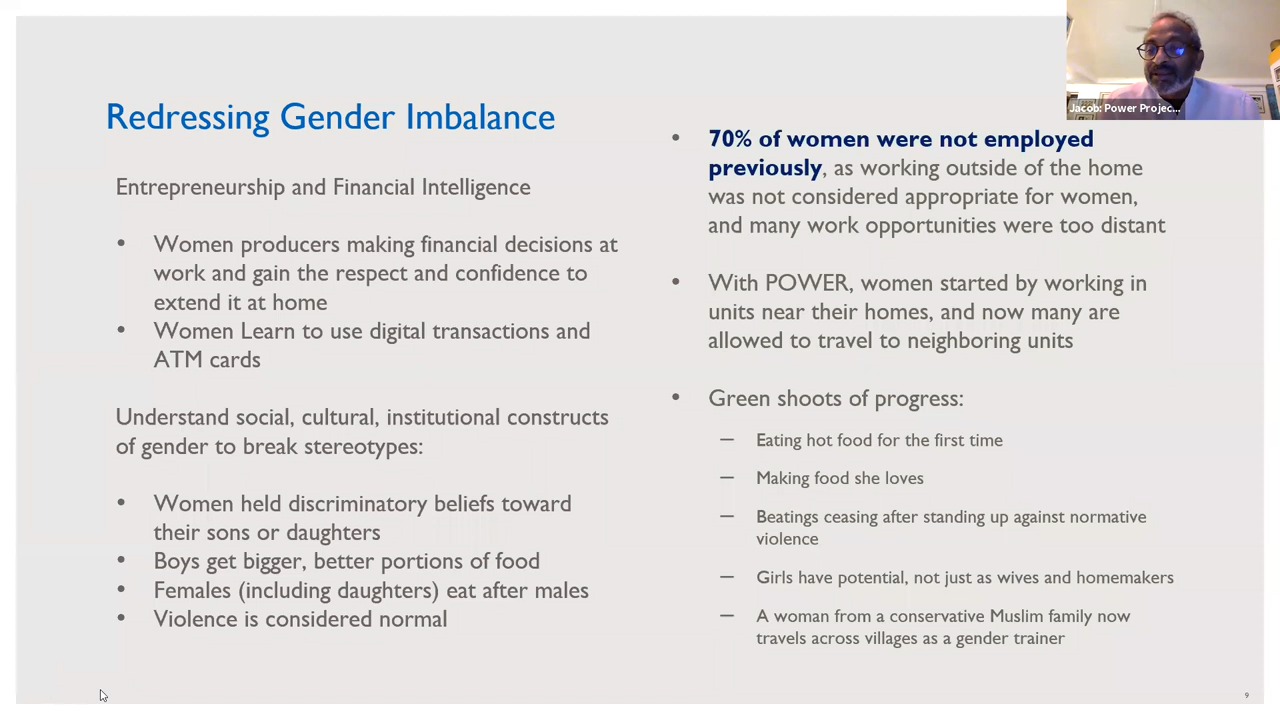 Redressing Gender Imbalance
Entrepreneurship and Financial Intelligence
• Women producers making financial decisions at
work and gain the respect and confidence to
extend it at home
• Women Learn to use digital transactions and
ATM cards
Understand social, cultural, institutional constructs
of gender to break stereotypes:
• Women held discriminatory beliefs toward
their sons or daughters
• Boys get bigger, better portions of food
• Females (including daughters) eat after males
• Violence is considered normal
• 70% of women were not employed
previously, as working outside of the home
was not considered appropriate for women,
and many work opportunities were too distant
• With POWER, women started by working in
units near their homes, and now many are
allowed to travel to neighboring units
• Green shoots of progress:
– Eating hot food for the first time
– Making food she loves
– Beatings ceasing after standing up against normative
violence
– Girls have potential, not just as wives and homemakers
– A woman from a conservative Muslim family now
travels across villages as a gender trainer
Jacob: Power Projec...
9